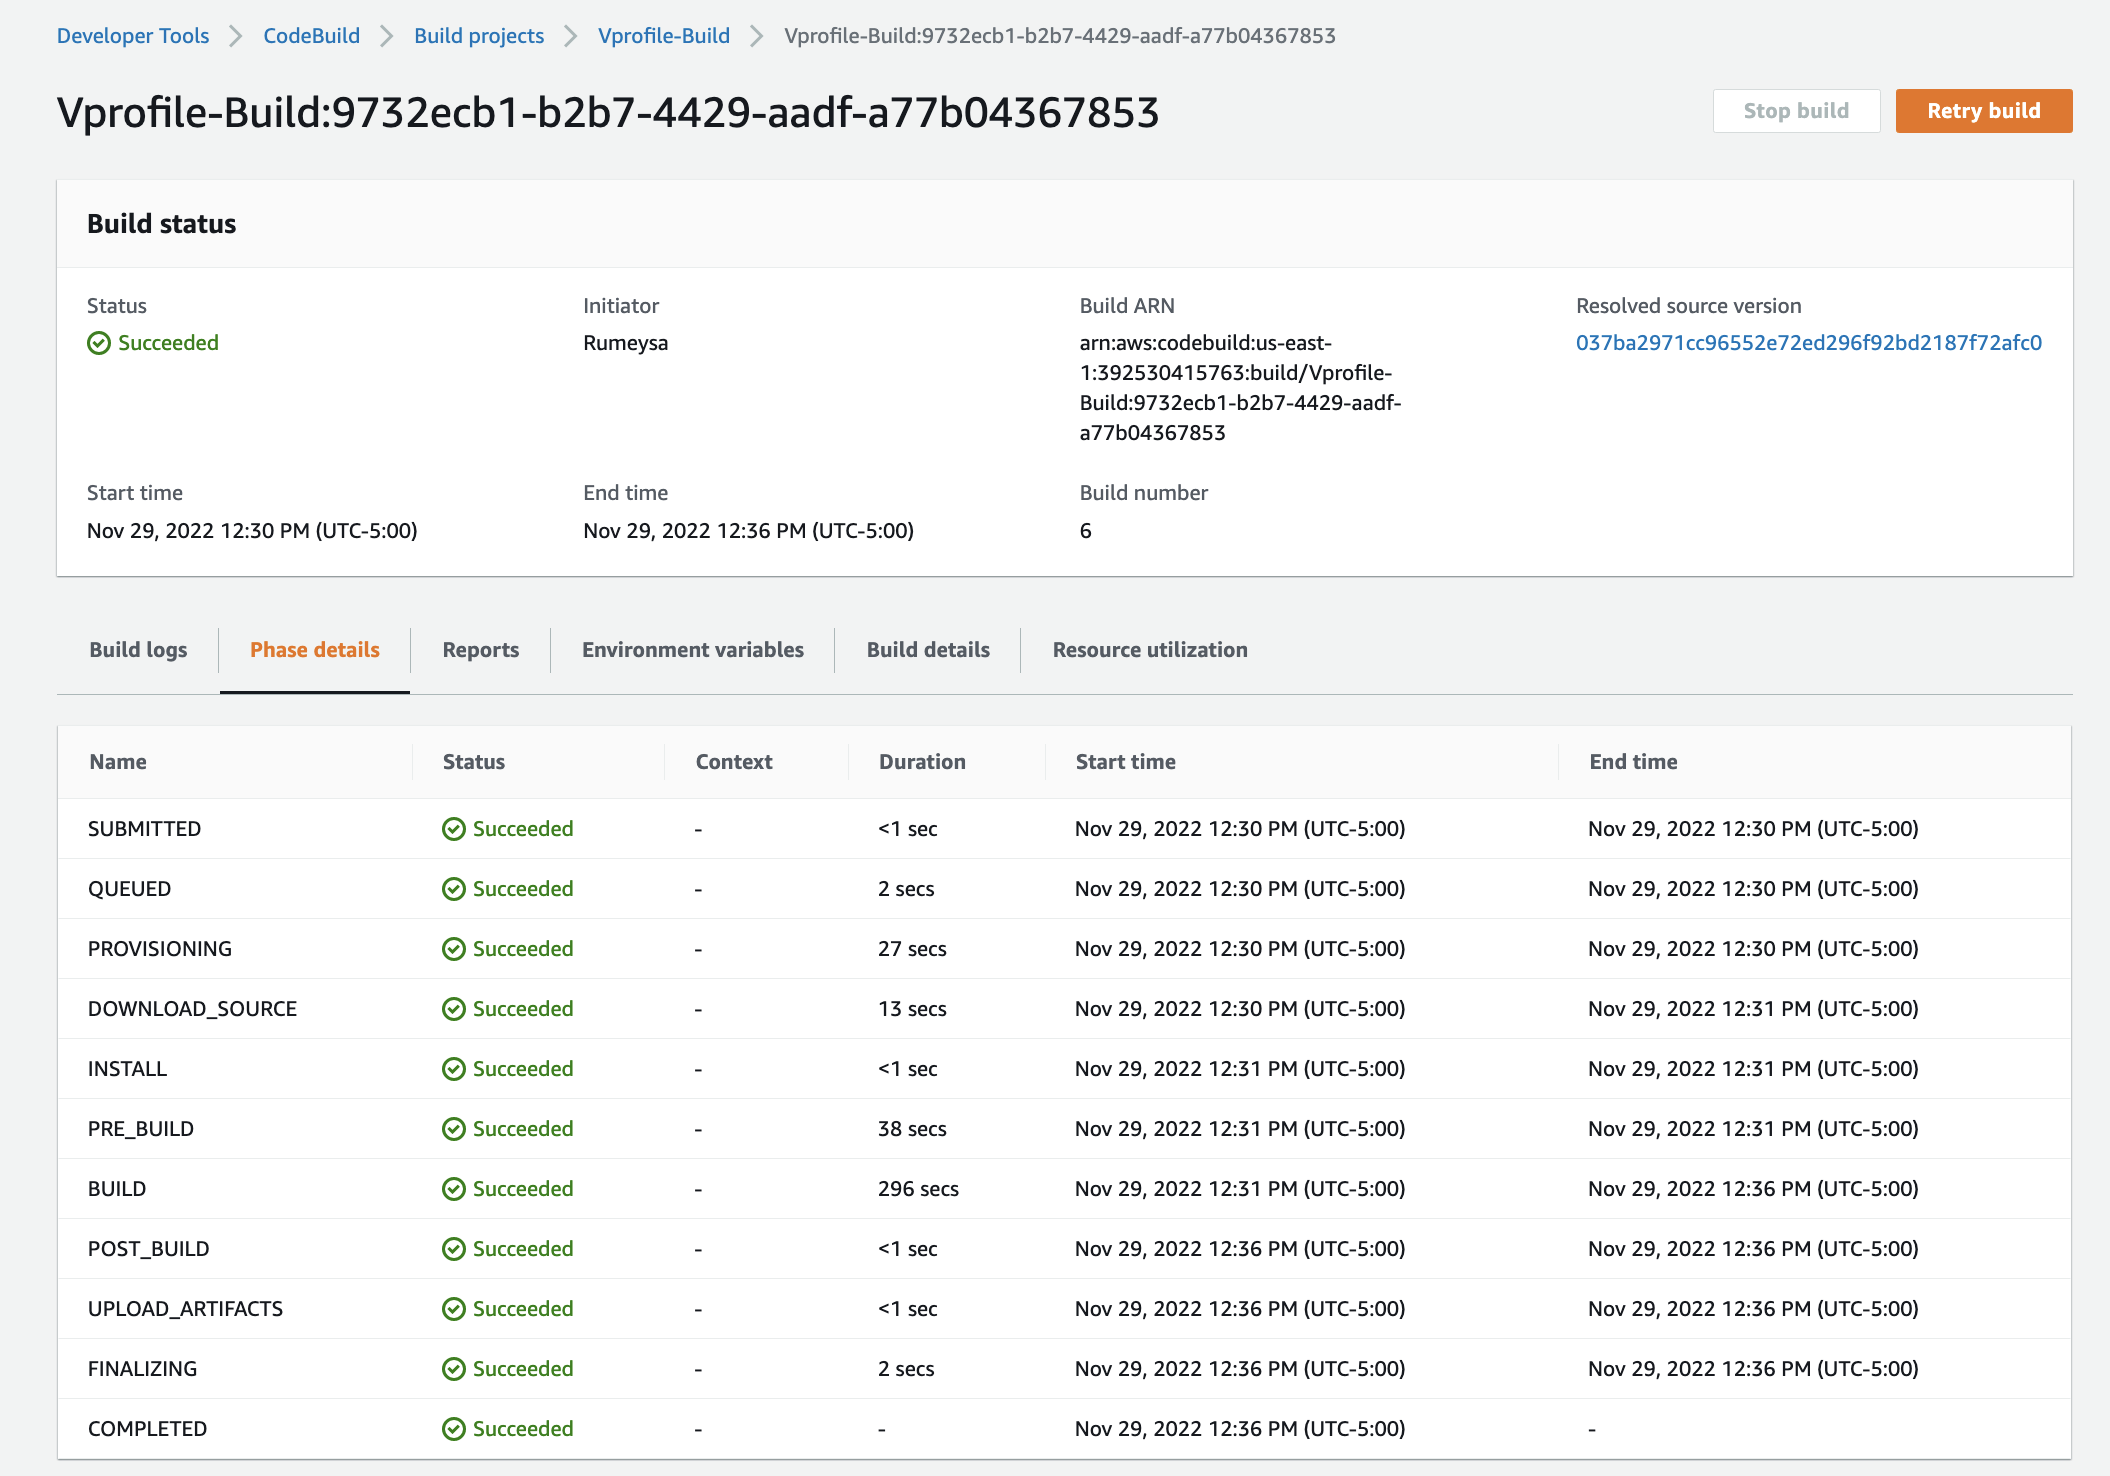 Developer Tools > CodeBuild > Build projects > Vprofile-Build > Vprofile-Build:9732ecb1-b2b7-4429-aadf-a77b04367853
Vprofile-Build:9732ecb1-b2b7-4429-aadf-a77b04367853
Stop build
Retry build
Build status
Status
Succeeded
Initiator
Rumeysa
Build ARN
arn:aws:codebuild:us-east-
1:392530415763:build/Vprofile-
Build:9732ecb1-b2b7-4429-aadf-
a77b04367853
Resolved source version
037ba2971cc96552e72ed296f92bd2187f72afc0
Start time
Nov 29, 2022 12:30 PM (UTC-5:00)
End time
Nov 29, 2022 12:36 PM (UTC-5:00)
Build number
6
Build logs Phase details Reports Environment variables Build details Resource utilization
Name Status Context Duration Start time End time
SUBMITTED Succeeded - <1 sec Nov 29, 2022 12:30 PM (UTC-5:00) Nov 29, 2022 12:30 PM (UTC-5:00)
QUEUED Succeeded - 2 secs Nov 29, 2022 12:30 PM (UTC-5:00) Nov 29, 2022 12:30 PM (UTC-5:00)
PROVISIONING Succeeded - 27 secs Nov 29, 2022 12:30 PM (UTC-5:00) Nov 29, 2022 12:30 PM (UTC-5:00)
DOWNLOAD_SOURCE Succeeded - 13 secs Nov 29, 2022 12:30 PM (UTC-5:00) Nov 29, 2022 12:31 PM (UTC-5:00)
INSTALL Succeeded - <1 sec Nov 29, 2022 12:31 PM (UTC-5:00) Nov 29, 2022 12:31 PM (UTC-5:00)
PRE_BUILD Succeeded - 38 secs Nov 29, 2022 12:31 PM (UTC-5:00) Nov 29, 2022 12:31 PM (UTC-5:00)
BUILD Succeeded - 296 secs Nov 29, 2022 12:31 PM (UTC-5:00) Nov 29, 2022 12:36 PM (UTC-5:00)
POST_BUILD Succeeded - <1 sec Nov 29, 2022 12:36 PM (UTC-5:00) Nov 29, 2022 12:36 PM (UTC-5:00)
UPLOAD_ARTIFACTS Succeeded - <1 sec Nov 29, 2022 12:36 PM (UTC-5:00) Nov 29, 2022 12:36 PM (UTC-5:00)
FINALIZING Succeeded - 2 secs Nov 29, 2022 12:36 PM (UTC-5:00) Nov 29, 2022 12:36 PM (UTC-5:00)
COMPLETED Succeeded - - Nov 29, 2022 12:36 PM (UTC-5:00) -